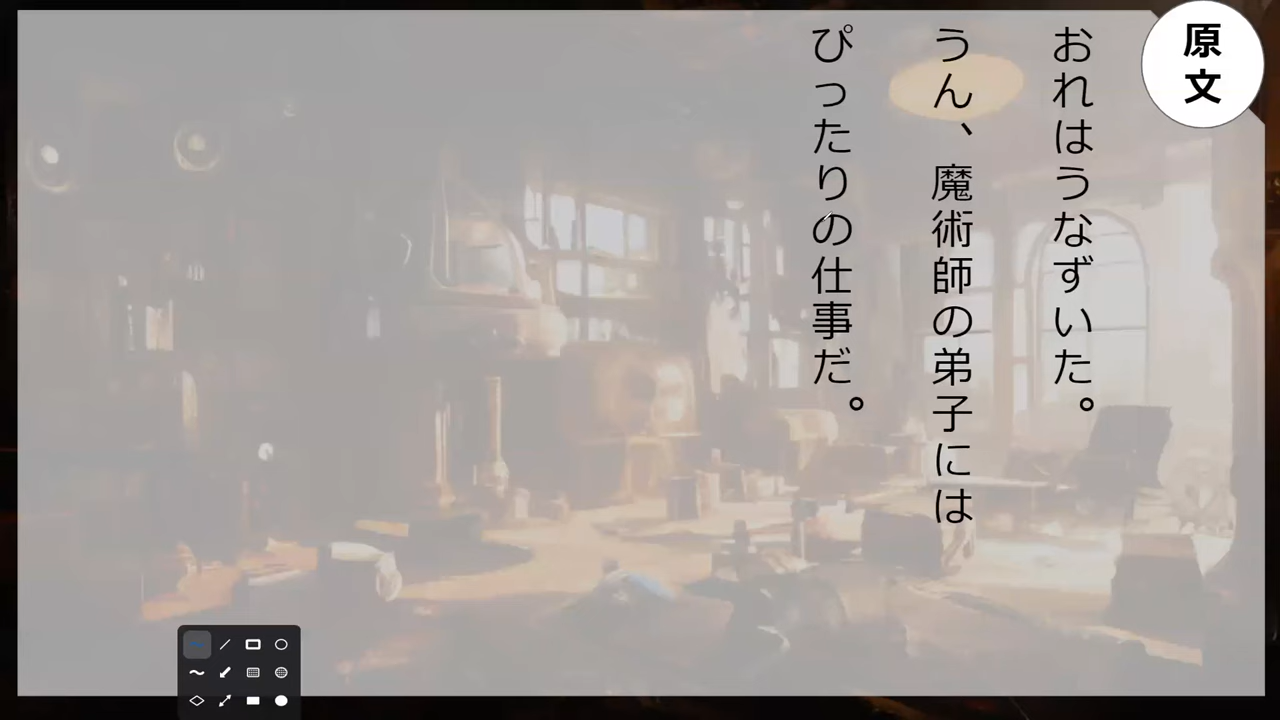 原文
おれはうなずいた。
うん、魔術師の弟子には
ぴったりの仕事だ。